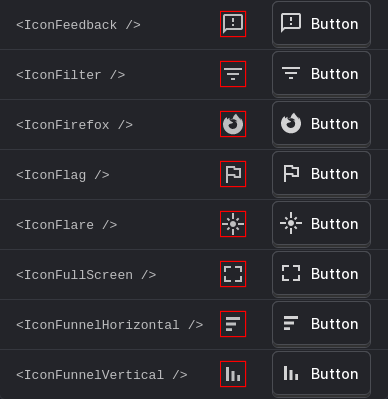 <IconFeedback /> Button
<IconFilter /> Button
<IconFirefox /> Button
<IconFlag /> Button
<IconFlare /> Button
<IconFullScreen /> Button
<IconFunnelHorizontal /> Button
<IconFunnelVertical /> Button